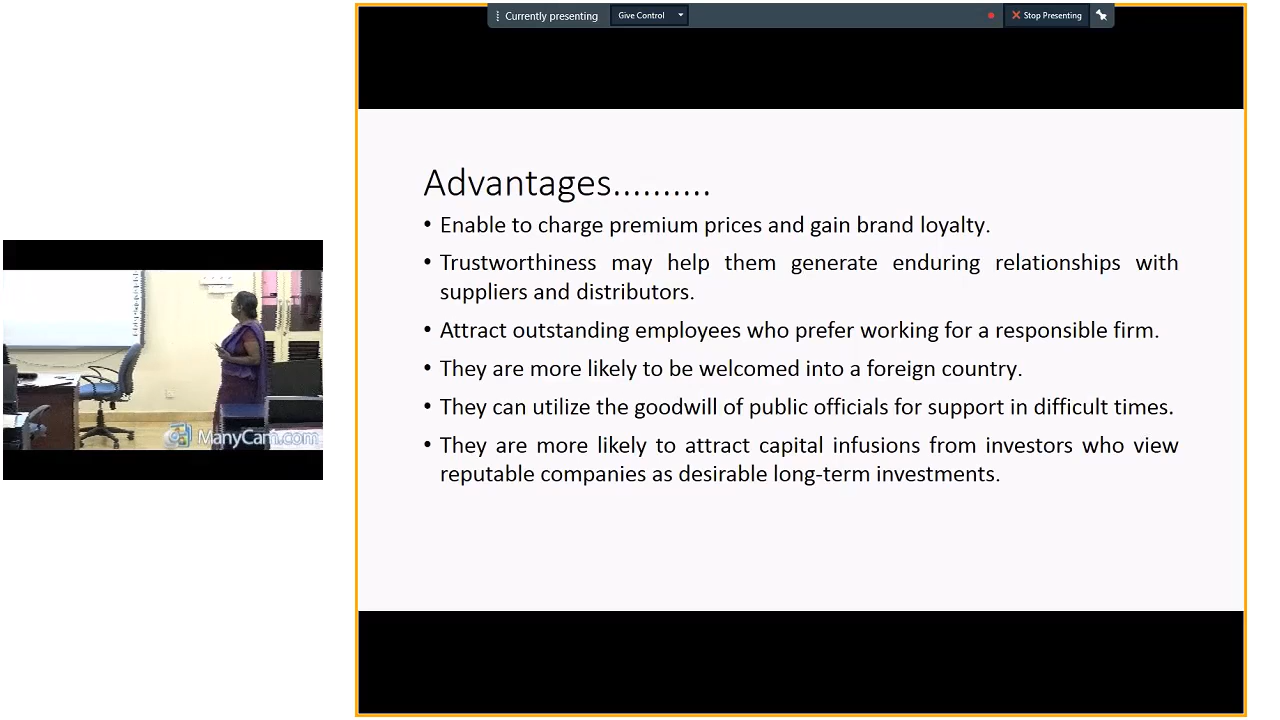 Currently presenting
Give Control
Stop Presenting
Advantages..........
• Enable to charge premium prices and gain brand loyalty.
• Trustworthiness may help them generate enduring relationships with
suppliers and distributors.
• Attract outstanding employees who prefer working for a responsible firm.
• They are more likely to be welcomed into a foreign country.
• They can utilize the goodwill of public officials for support in difficult times.
• They are more likely to attract capital infusions from investors who view
reputable companies as desirable long-term investments.
ManyCam.com